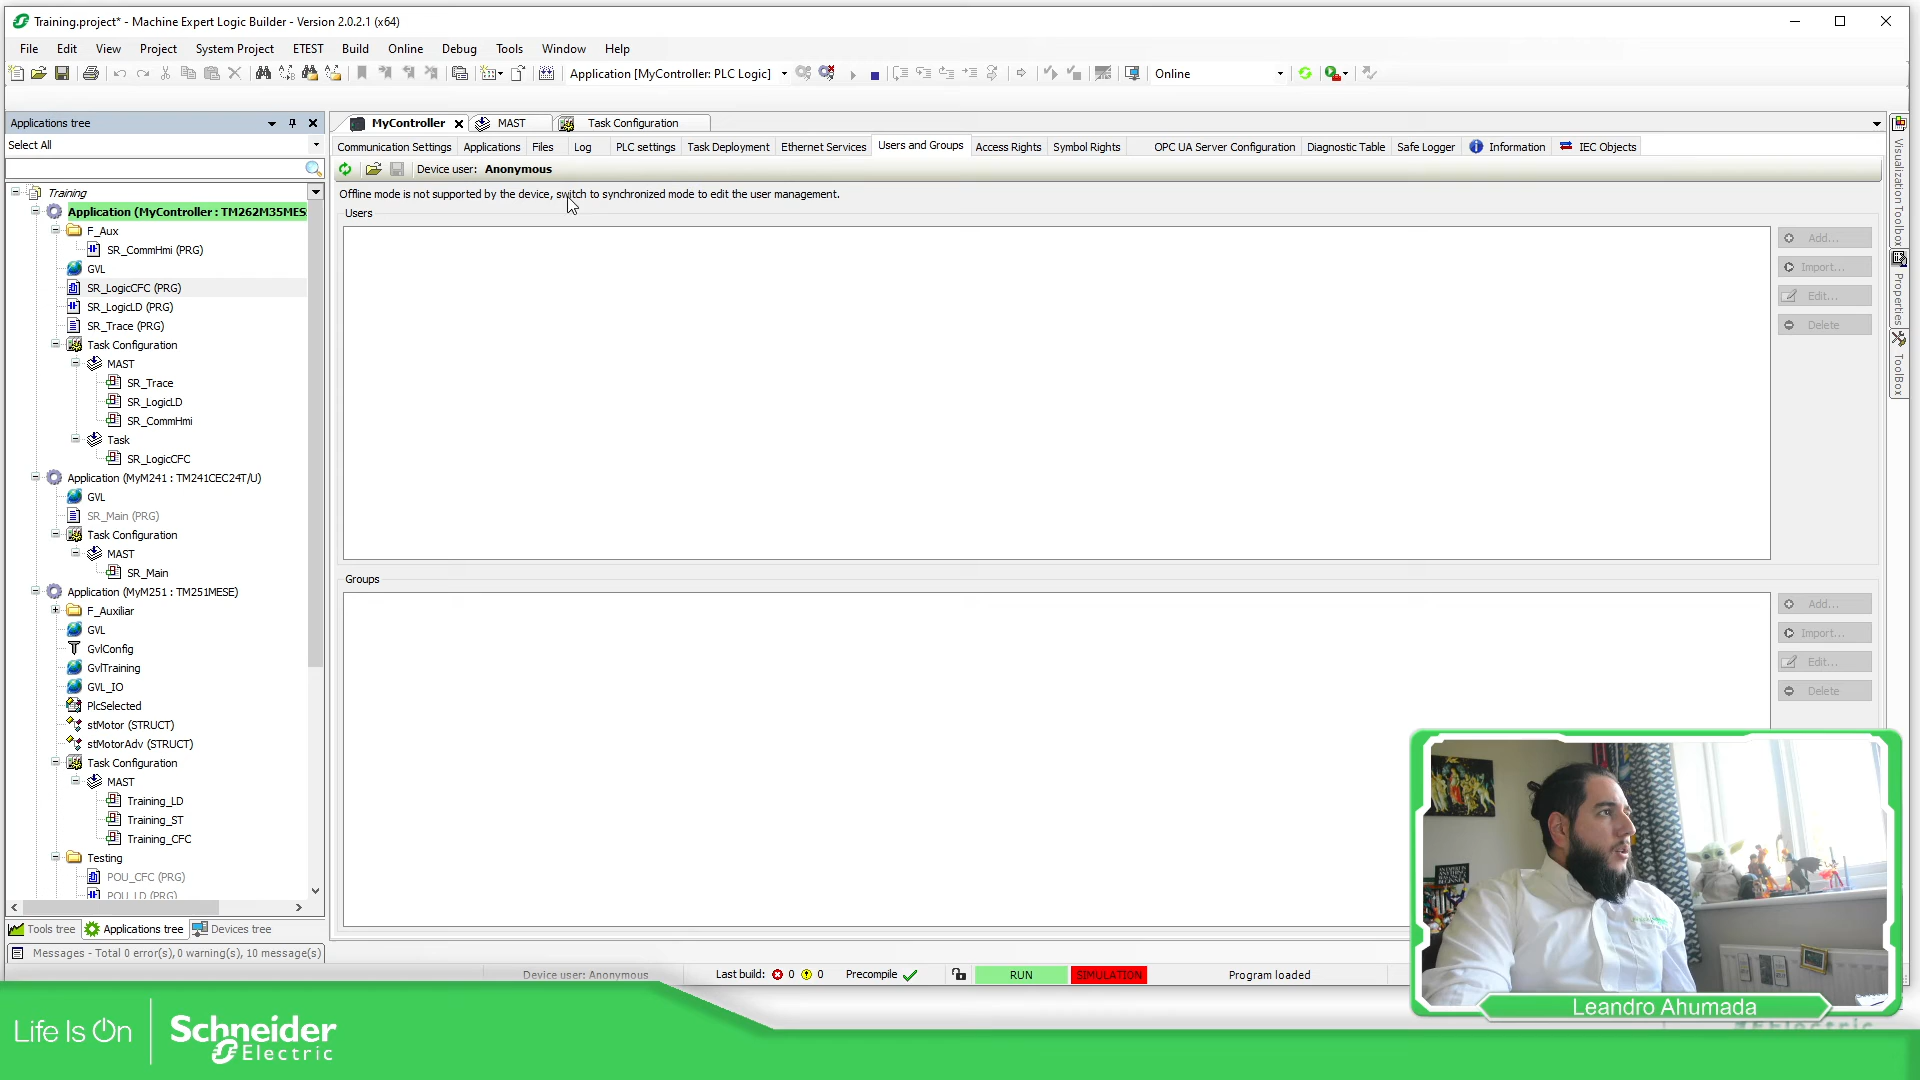 Training.project* - Machine Expert Logic Builder - Version 2.0.2.1 (x64)
File Edit View Project System Project ETEST Build Online Debug Tools Window Help
Application [MyController: PLC Logic] Online
Applications tree
Select All
Training
Application (MyController : TM262M35MES
F_Aux
SR_CommHmi (PRG)
GVL
SR_LogicCFC (PRG)
SR_LogicLD (PRG)
SR_Trace (PRG)
Task Configuration
MAST
SR_Trace
SR_LogicLD
SR_CommHmi
Task
SR_LogicCFC
Application (MyM241 : TM241CEC24T/U)
GVL
SR_Main (PRG)
Task Configuration
MAST
SR_Main
Application (MyM251 : TM251MESE)
F_Auxiliar
GVL
GvlConfig
GvlTraining
GVL_IO
PlcSelected
stMotor (STRUCT)
stMotorAdv (STRUCT)
Task Configuration
MAST
Training_LD
Training_ST
Training_CFC
Testing
POU_CFC (PRG)
POU_LD (PRG)
Tools tree Applications tree Devices tree
Messages - Total 0 error(s), 0 warning(s), 10 message(s)
MyController MAST Task Configuration
Communication Settings Applications Files Log PLC settings Task Deployment Ethernet Services Users and Groups Access Rights Symbol Rights OPC UA Server Configuration Diagnostic Table Safe Logger Information IEC Objects
Device user: Anonymous
Offline mode is not supported by the device, switch to synchronized mode to edit the user management.
Users
Add...
Import...
Edit...
Delete
Groups
Add...
Import...
Edit...
Delete
Visualization Toolbox
Properties
ToolBox
Device user: Anonymous Last build: 0 0 Precompile RUN SIMULATION Program loaded
Leandro Ahumada
Life Is On
Schneider
Electric